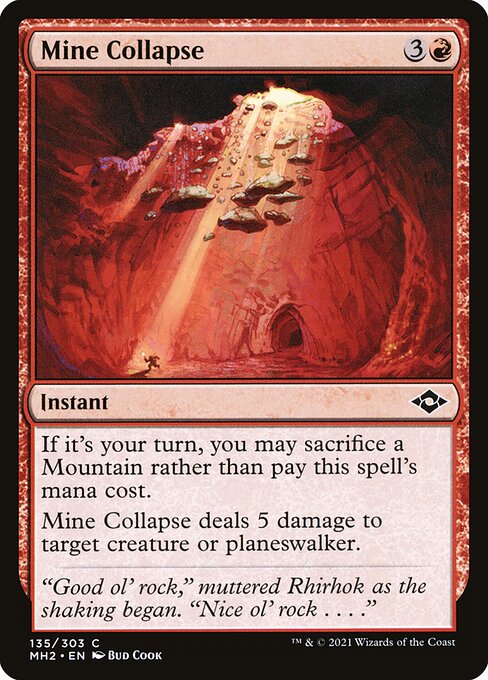 Mine Collapse 3
Instant
If it's your turn, you may sacrifice a
Mountain rather than pay this spell's
mana cost.
Mine Collapse deals 5 damage to
target creature or planeswalker.
“Good ol’ rock,” muttered Rhirhok as the
shaking began. “Nice ol’ rock . . . .”
135/303 C
MH2 • EN Bud Cook
™ & © 2021 Wizards of the Coast